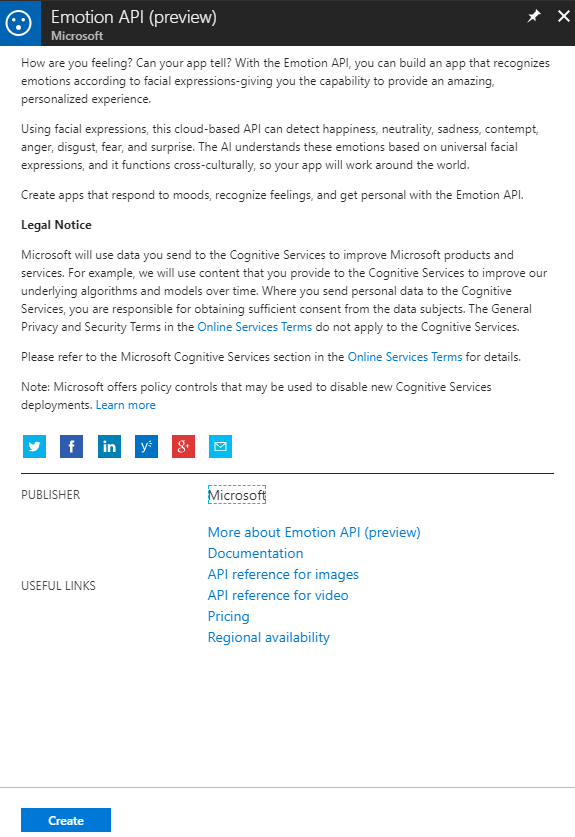 Emotion API (preview)
Microsoft
How are you feeling? Can your app tell? With the Emotion API, you can build an app that recognizes
emotions according to facial expressions-giving you the capability to provide an amazing,
personalized experience.
Using facial expressions, this cloud-based API can detect happiness, neutrality, sadness, contempt,
anger, disgust, fear, and surprise. The AI understands these emotions based on universal facial
expressions, and it functions cross-culturally, so your app will work around the world.
Create apps that respond to moods, recognize feelings, and get personal with the Emotion API.
Legal Notice
Microsoft will use data you send to the Cognitive Services to improve Microsoft products and
services. For example, we will use content that you provide to the Cognitive Services to improve our
underlying algorithms and models over time. Where you send personal data to the Cognitive
Services, you are responsible for obtaining sufficient consent from the data subjects. The General
Privacy and Security Terms in the Online Services Terms do not apply to the Cognitive Services.
Please refer to the Microsoft Cognitive Services section in the Online Services Terms for details.
Note: Microsoft offers policy controls that may be used to disable new Cognitive Services
deployments. Learn more
f in y g+
PUBLISHER Microsoft
More about Emotion API (preview)
Documentation
API reference for images
USEFUL LINKS API reference for video
Pricing
Regional availability
Create